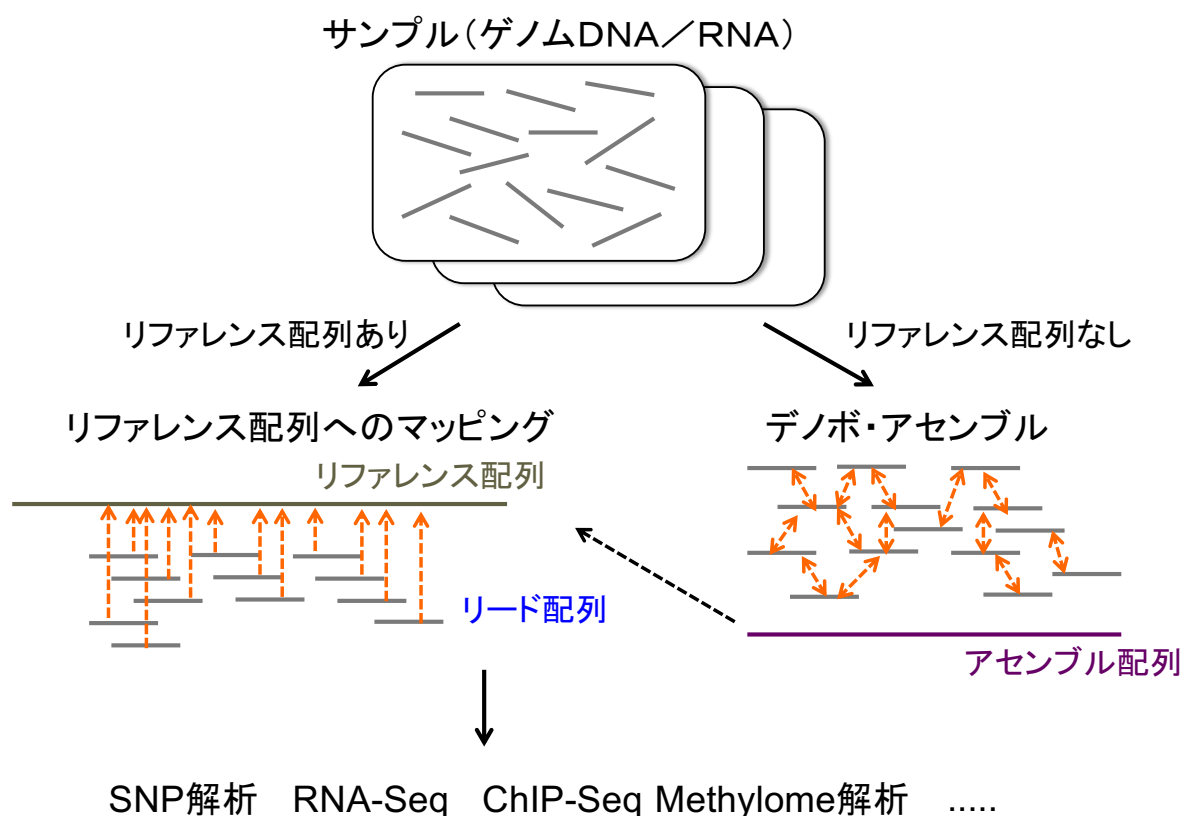 サンプル(ゲノムDNA/RNA)
リファレンス配列あり
リファレンス配列なし
リファレンス配列へのマッピング
デノボ・アセンブル
リファレンス配列
リード配列
アセンブル配列
SNP解析 RNA-Seq ChIP-Seq Methylome解析 .....